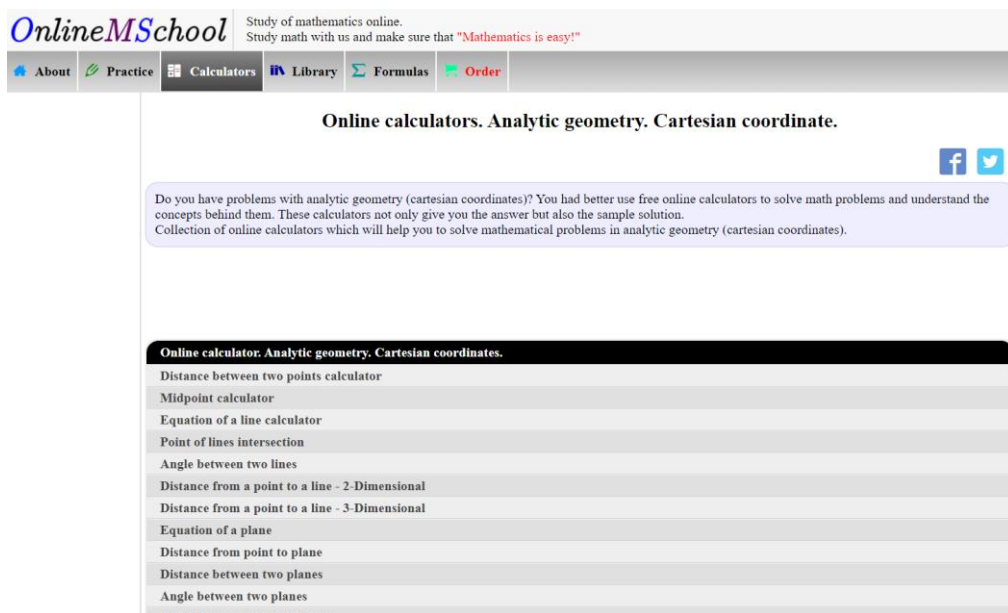 OnlineMSchool
Study of mathematics online.
Study math with us and make sure that "Mathematics is easy!"
About Practice Calculators Library Formulas Order
Online calculators. Analytic geometry. Cartesian coordinate.
Do you have problems with analytic geometry (cartesian coordinates)? You had better use free online calculators to solve math problems and understand the
concepts behind them. These calculators not only give you the answer but also the sample solution.
Collection of online calculators which will help you to solve mathematical problems in analytic geometry (cartesian coordinates).
Online calculator. Analytic geometry. Cartesian coordinates.
Distance between two points calculator
Midpoint calculator
Equation of a line calculator
Point of lines intersection
Angle between two lines
Distance from a point to a line - 2-Dimensional
Distance from a point to a line - 3-Dimensional
Equation of a plane
Distance from point to plane
Distance between two planes
Angle between two planes